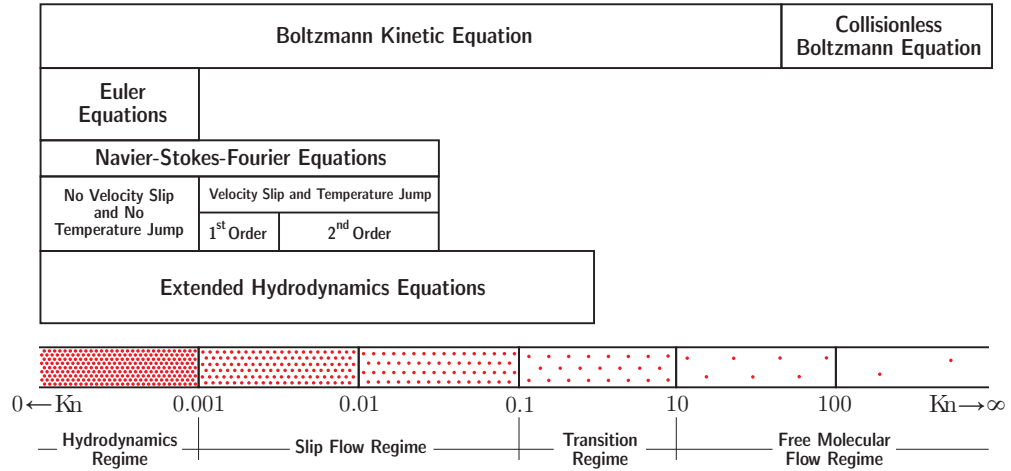 Boltzmann Kinetic Equation
Collisionless
Boltzmann Equation
Euler
Equations
Navier-Stokes-Fourier Equations
No Velocity Slip
and No
Temperature Jump
Velocity Slip and Temperature Jump
1st Order
2nd Order
Extended Hydrodynamics Equations
0←Kn 0.001 0.01 0.1 10 100 Kn→∞
Hydrodynamics
Regime
Slip Flow Regime
Transition
Regime
Free Molecular
Flow Regime